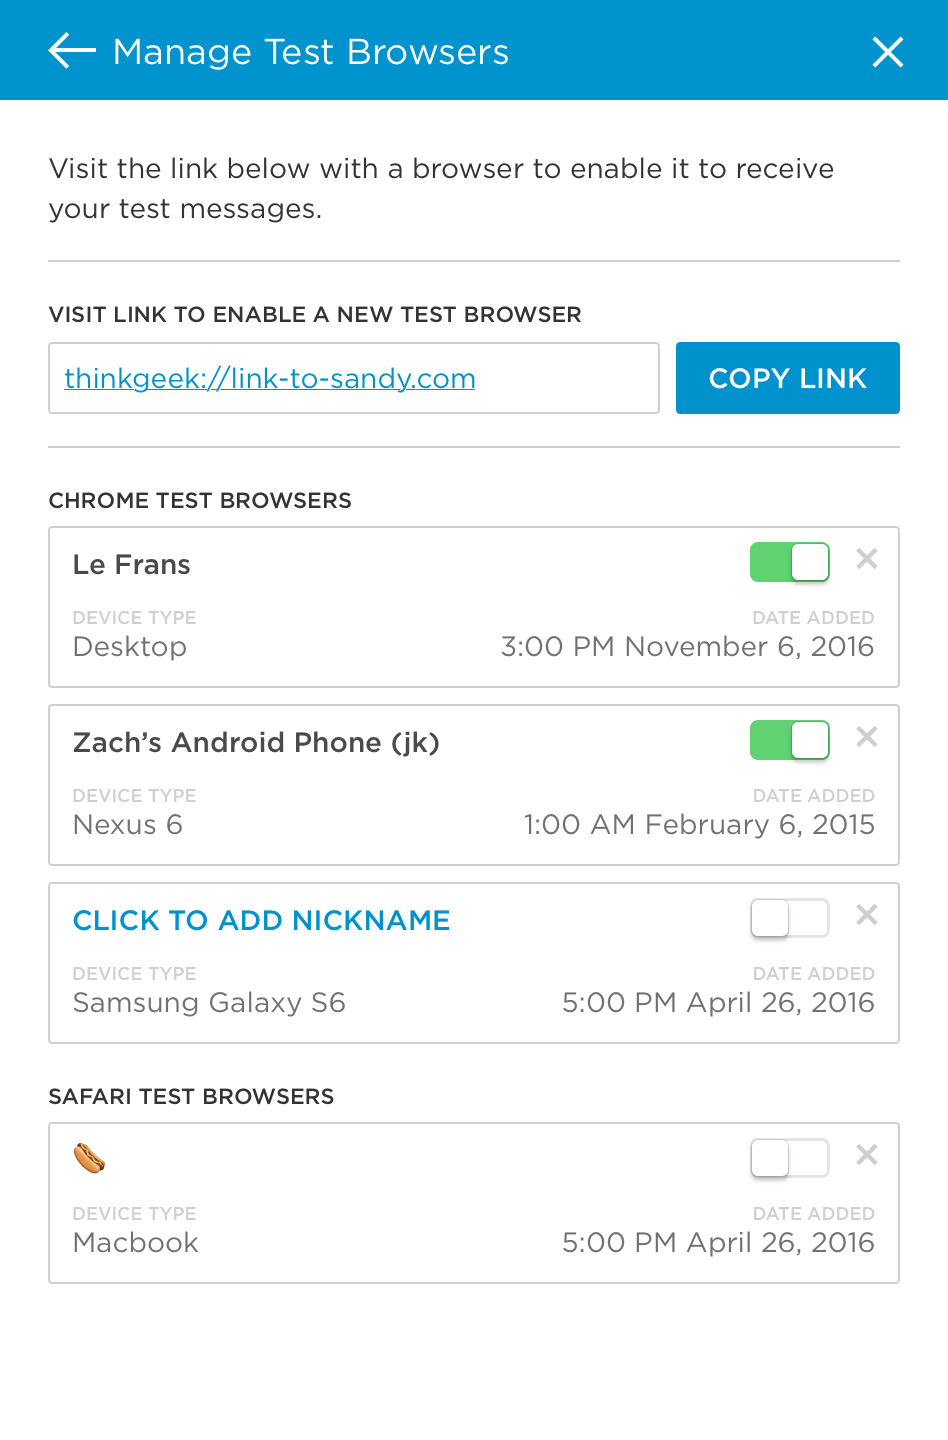 Manage Test Browsers
Visit the link below with a browser to enable it to receive
your test messages.
VISIT LINK TO ENABLE A NEW TEST BROWSER
thinkgeek://link-to-sandy.com
COPY LINK
CHROME TEST BROWSERS
Le Frans
DEVICE TYPE DATE ADDED
Desktop 3:00 PM November 6, 2016
Zach’s Android Phone (jk)
DEVICE TYPE DATE ADDED
Nexus 6 1:00 AM February 6, 2015
CLICK TO ADD NICKNAME
DEVICE TYPE DATE ADDED
Samsung Galaxy S6 5:00 PM April 26, 2016
SAFARI TEST BROWSERS
🌭
DEVICE TYPE DATE ADDED
Macbook 5:00 PM April 26, 2016